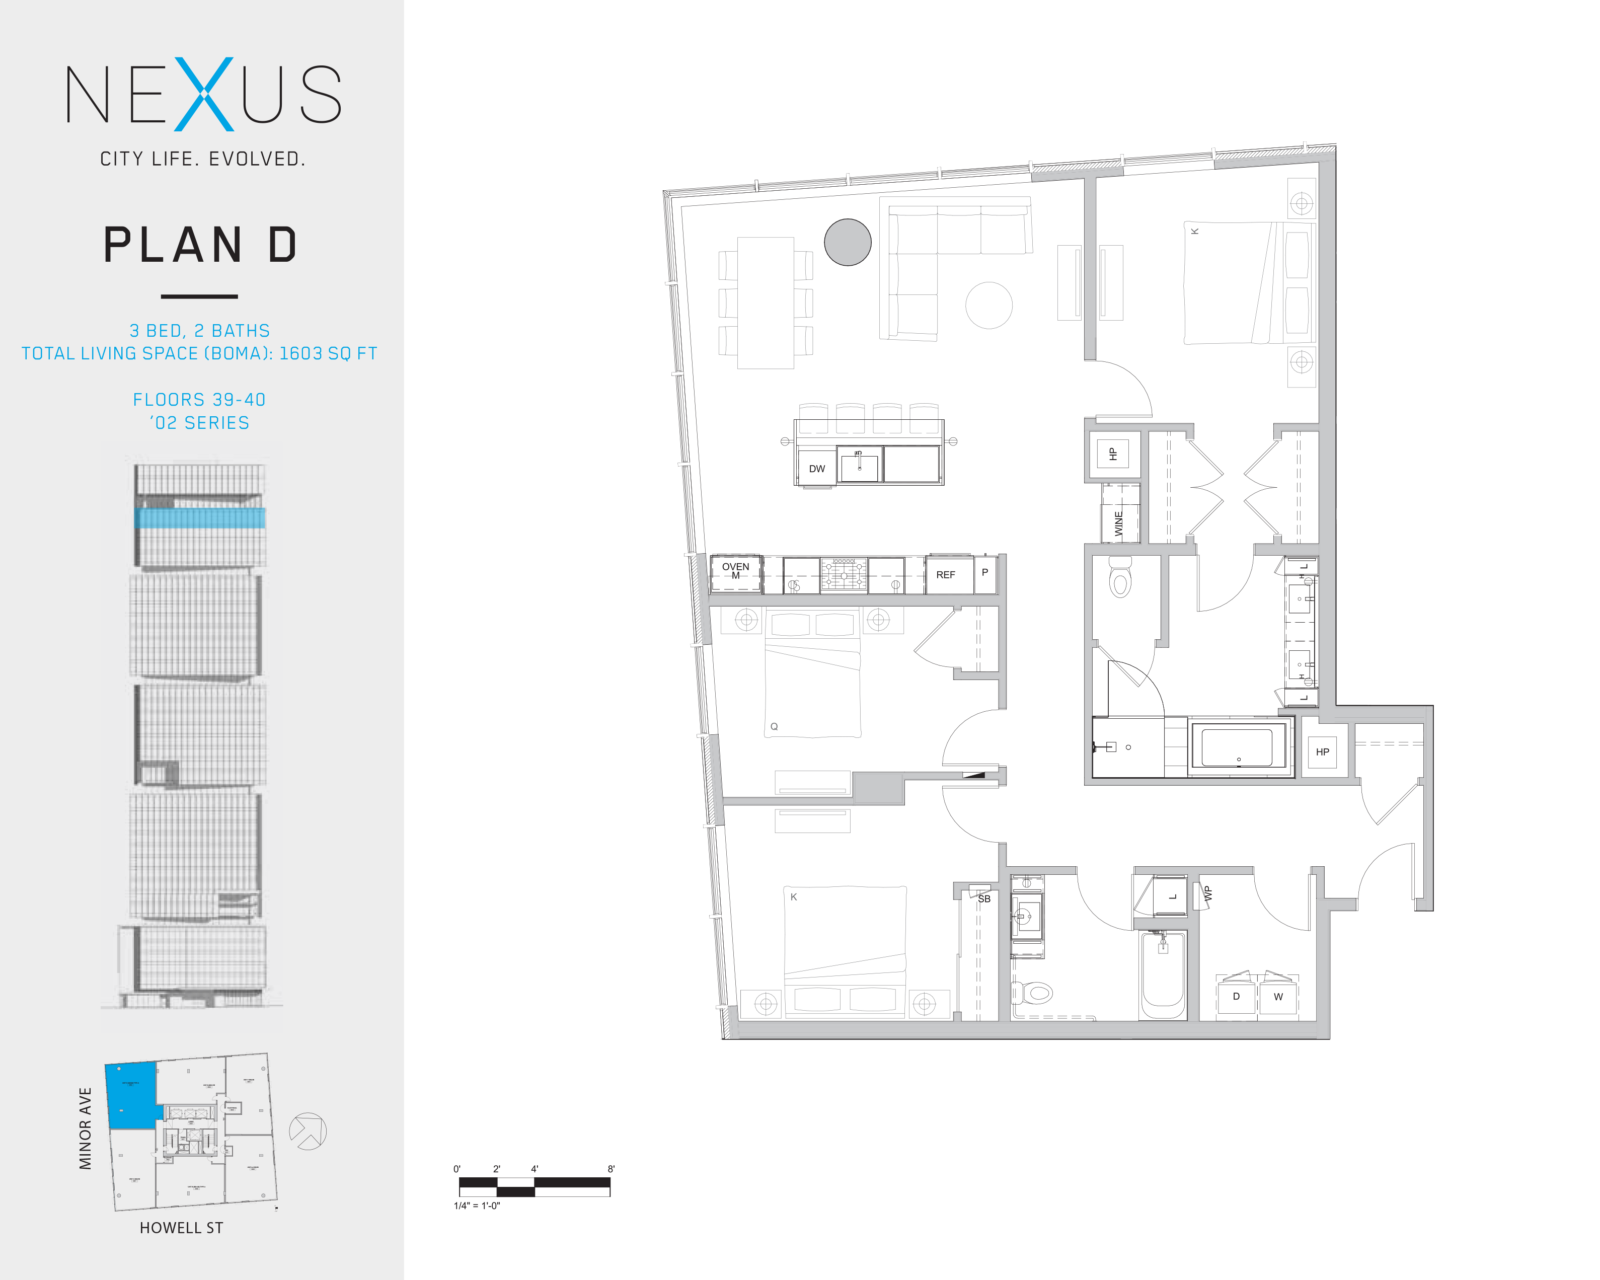 NEXUS
CITY LIFE. EVOLVED.
PLAN D
3 BED, 2 BATHS
TOTAL LIVING SPACE (BOMA): 1603 SQ FT
FLOORS 39-40
‘02 SERIES
MINOR AVE
HOWELL ST
0' 2' 4' 8'
1/4" = 1'-0"
K
HP
DW
WINE
OVEN
M
REF
P
L
H
H
L
Q
HP
K
SB
L
WP
D
W